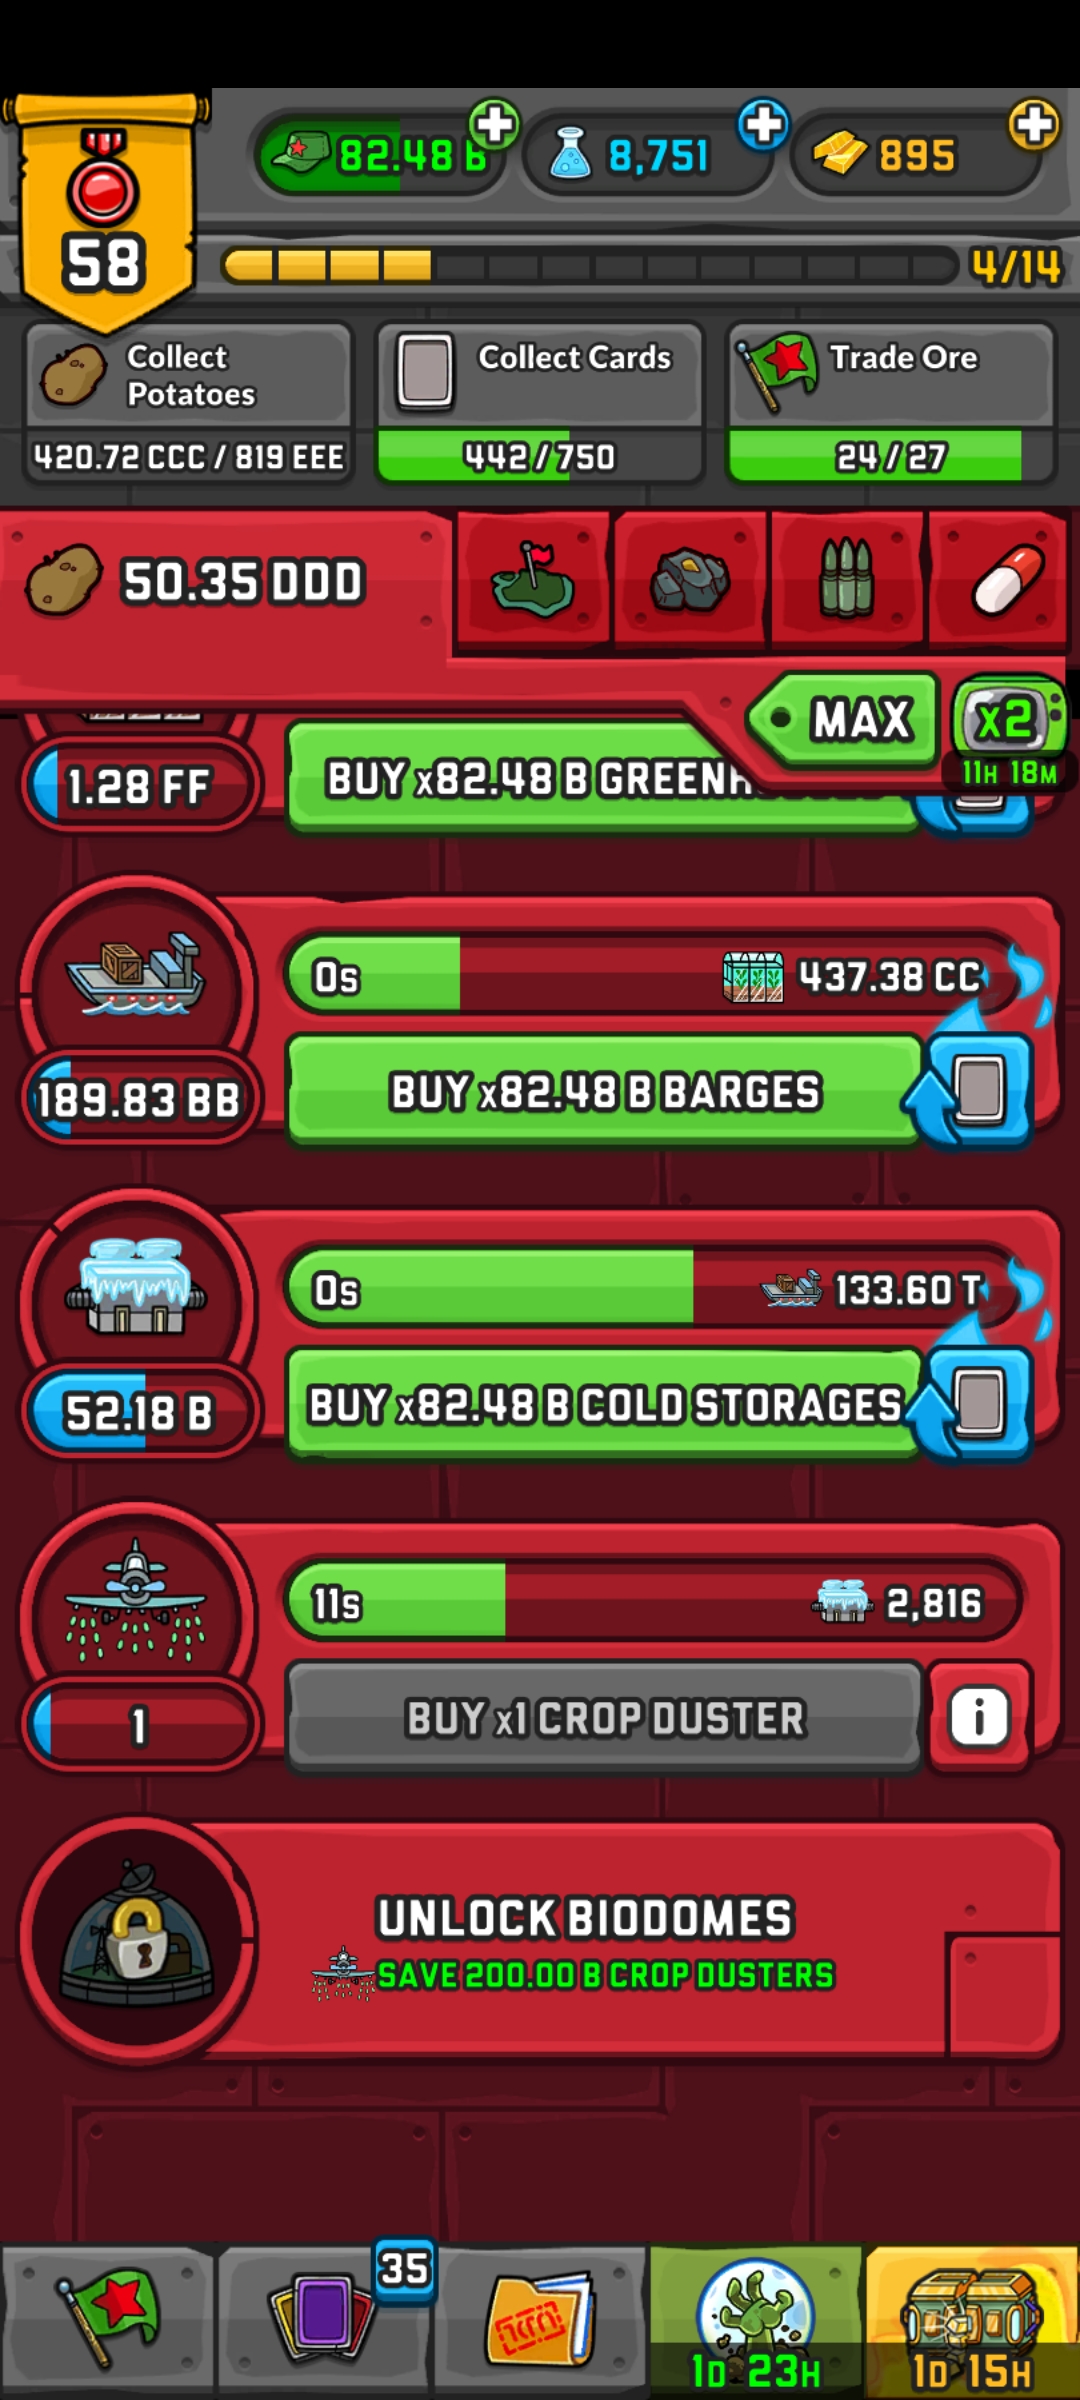 58
82.48 B
8,751
895
4/14
Collect Potatoes
420.72 CCC / 819 EEE
Collect Cards
442/750
Trade Ore
24/27
50.35 DDD
MAX
x2
11H 18M
1.28 FF
BUY x82.48 B
189.83 BB
0s
437.38 CC
BUY x82.48 B BARGES
52.18 B
0s
133.60 T
BUY x82.48 B COLD STORAGES
1
11s
2,816
BUY x1 CROP DUSTER
i
UNLOCK BIODOMES
SAVE 200.00 B CROP DUSTERS
35
1D 23H
1D 15H